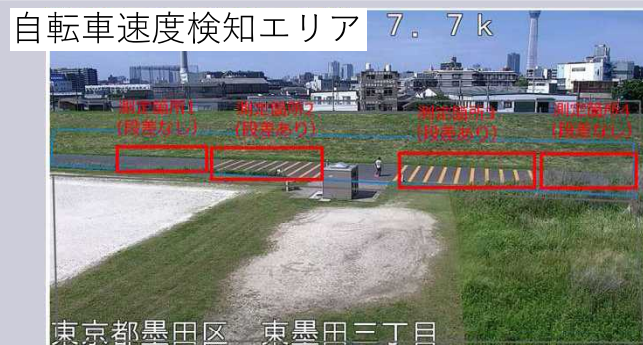 自転車速度検知エリア
7.7k
測定箇所1
(段差なし)
測定箇所2
(段差あり)
測定箇所3
(段差あり)
測定箇所4
(段差なし)
東京都墨田区 東墨田三丁目